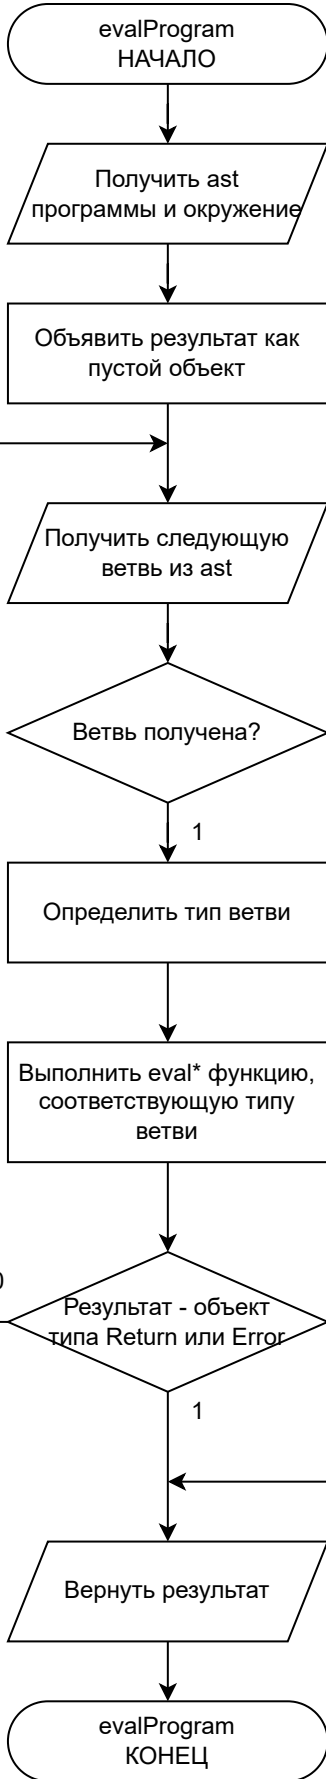 evalProgram
НАЧАЛО
Получить ast
программы и окружение
Объявить результат как
пустой объект
Получить следующую
ветвь из ast
Ветвь получена?
1
Определить тип ветви
Выполнить eval* функцию,
соответствующую типу
ветви
0
Результат - объект
типа Return или Error
1
Вернуть результат
evalProgram
КОНЕЦ